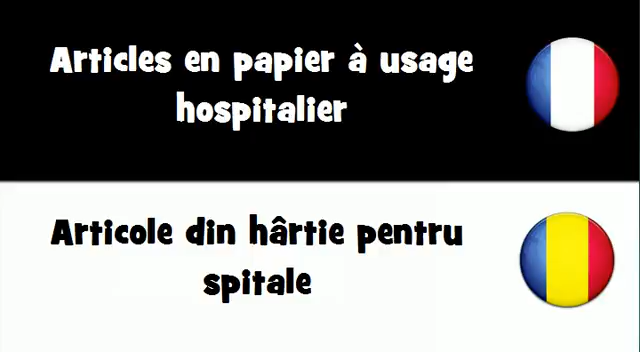 Articles en papier à usage
hospitalier
Articole din hârtie pentru
spitale